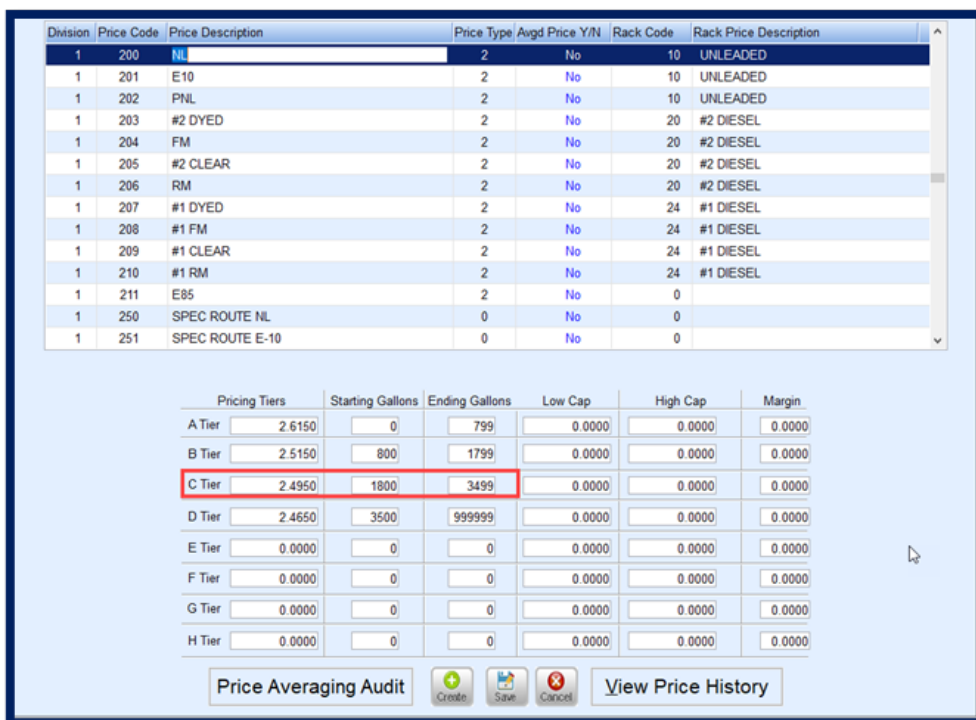 Division Price Code Price Description Price Type Avgd Price Y/N Rack Code Rack Price Description
1 200 NL 2 No 10 UNLEADED
1 201 E10 2 No 10 UNLEADED
1 202 PNL 2 No 10 UNLEADED
1 203 #2 DYED 2 No 20 #2 DIESEL
1 204 FM 2 No 20 #2 DIESEL
1 205 #2 CLEAR 2 No 20 #2 DIESEL
1 206 RM 2 No 20 #2 DIESEL
1 207 #1 DYED 2 No 24 #1 DIESEL
1 208 #1 FM 2 No 24 #1 DIESEL
1 209 #1 CLEAR 2 No 24 #1 DIESEL
1 210 #1 RM 2 No 24 #1 DIESEL
1 211 E85 2 No 0
1 250 SPEC ROUTE NL 0 No 0
1 251 SPEC ROUTE E-10 0 No 0
Pricing Tiers Starting Gallons Ending Gallons Low Cap High Cap Margin
A Tier 2.6150 0 799 0.0000 0.0000 0.0000
B Tier 2.5150 800 1799 0.0000 0.0000 0.0000
C Tier 2.4950 1800 3499 0.0000 0.0000 0.0000
D Tier 2.4650 3500 999999 0.0000 0.0000 0.0000
E Tier 0.0000 0 0 0.0000 0.0000 0.0000
F Tier 0.0000 0 0 0.0000 0.0000 0.0000
G Tier 0.0000 0 0 0.0000 0.0000 0.0000
H Tier 0.0000 0 0 0.0000 0.0000 0.0000
Price Averaging Audit Create Save Cancel View Price History